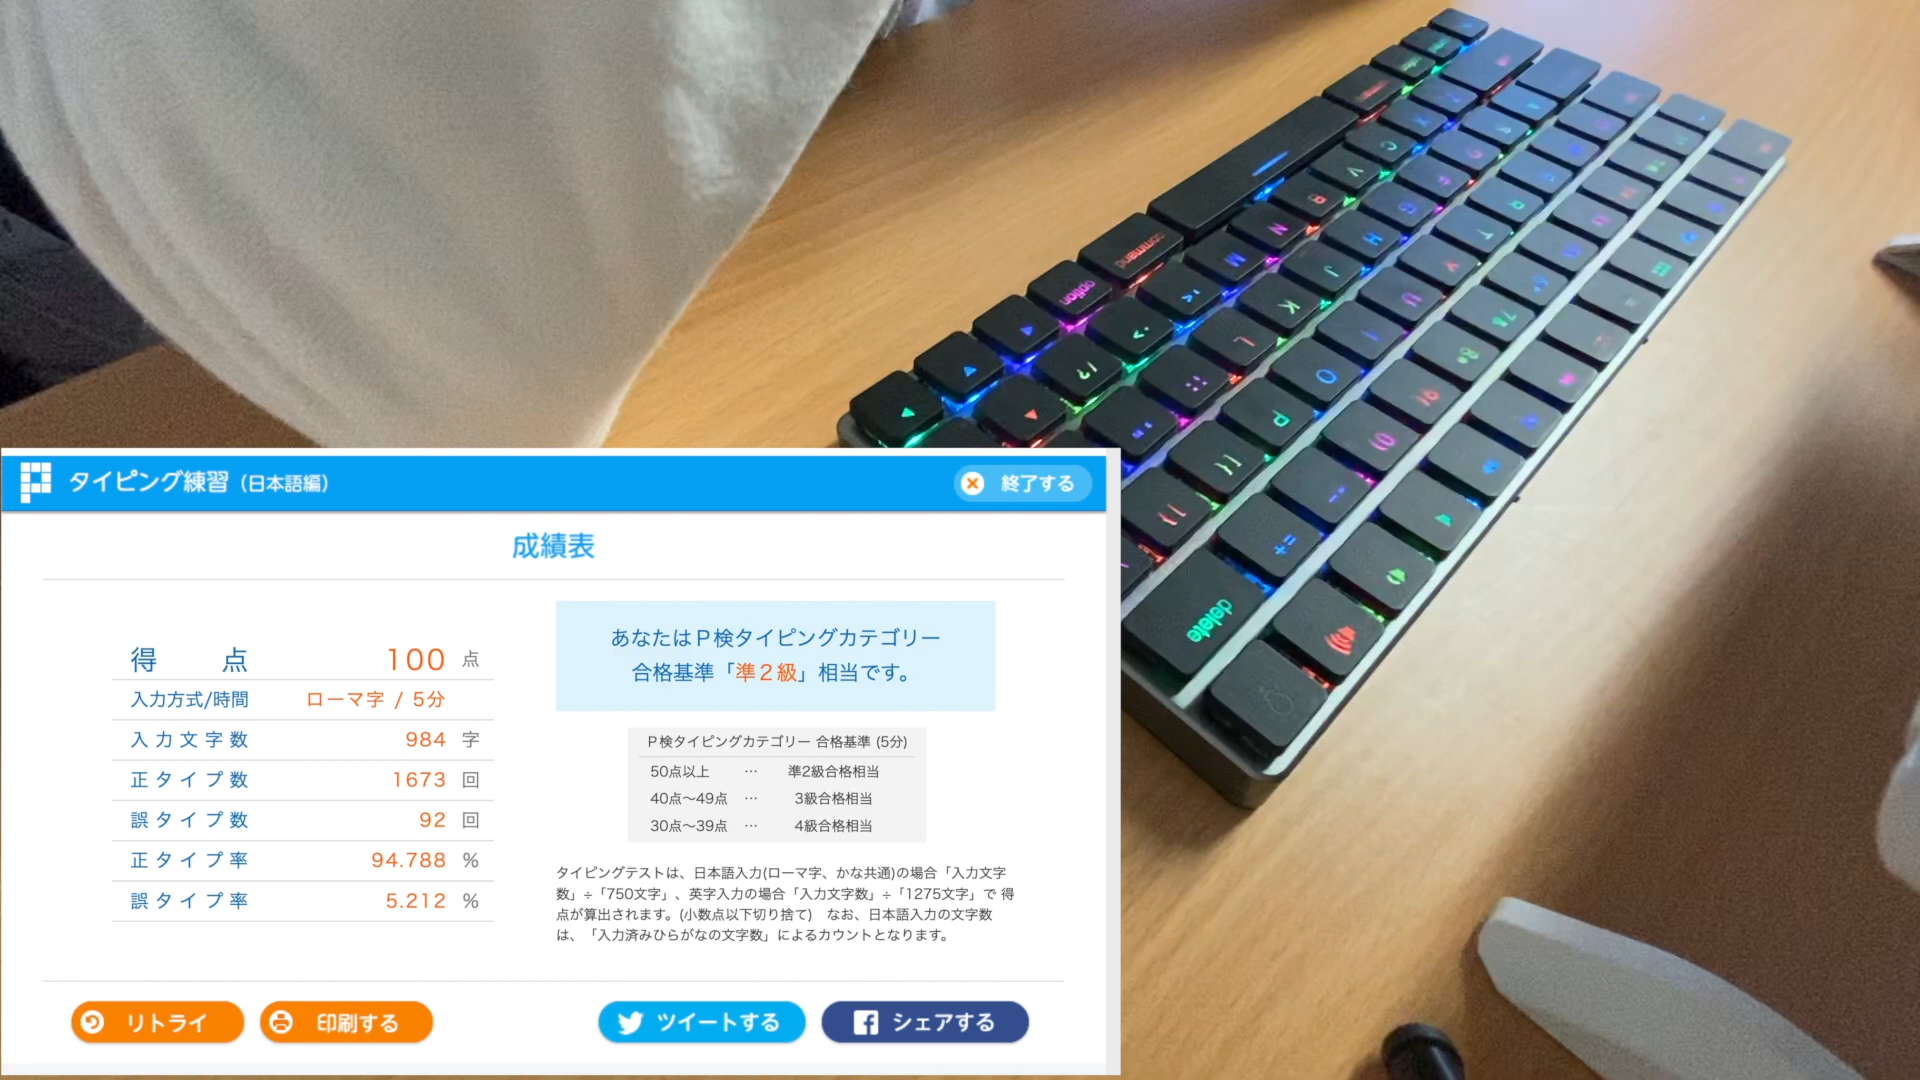 タイピング練習 (日本語編)
終了する
成績表
得点 100 点
入力方式/時間 ローマ字 / 5分
入力文字数 984 字
正タイプ数 1673 回
誤タイプ数 92 回
正タイプ率 94.788 %
誤タイプ率 5.212 %
あなたはＰ検タイピングカテゴリー
合格基準「準２級」相当です。
Ｐ検タイピングカテゴリー 合格基準 (5分)
50点以上 … 準2級合格相当
40点〜49点 … 3級合格相当
30点〜39点 … 4級合格相当
タイピングテストは、日本語入力(ローマ字、かな共通)の場合「入力文字
数」÷「750文字」、英字入力の場合「入力文字数」÷「1275文字」で 得
点が算出されます。(小数点以下切り捨て)　なお、日本語入力の文字数
は、「入力済みひらがなの文字数」によるカウントとなります。
リトライ
印刷する
ツイートする
シェアする
command
option
delete
C
V
B
N
M
H
J
K
L
U
O
P